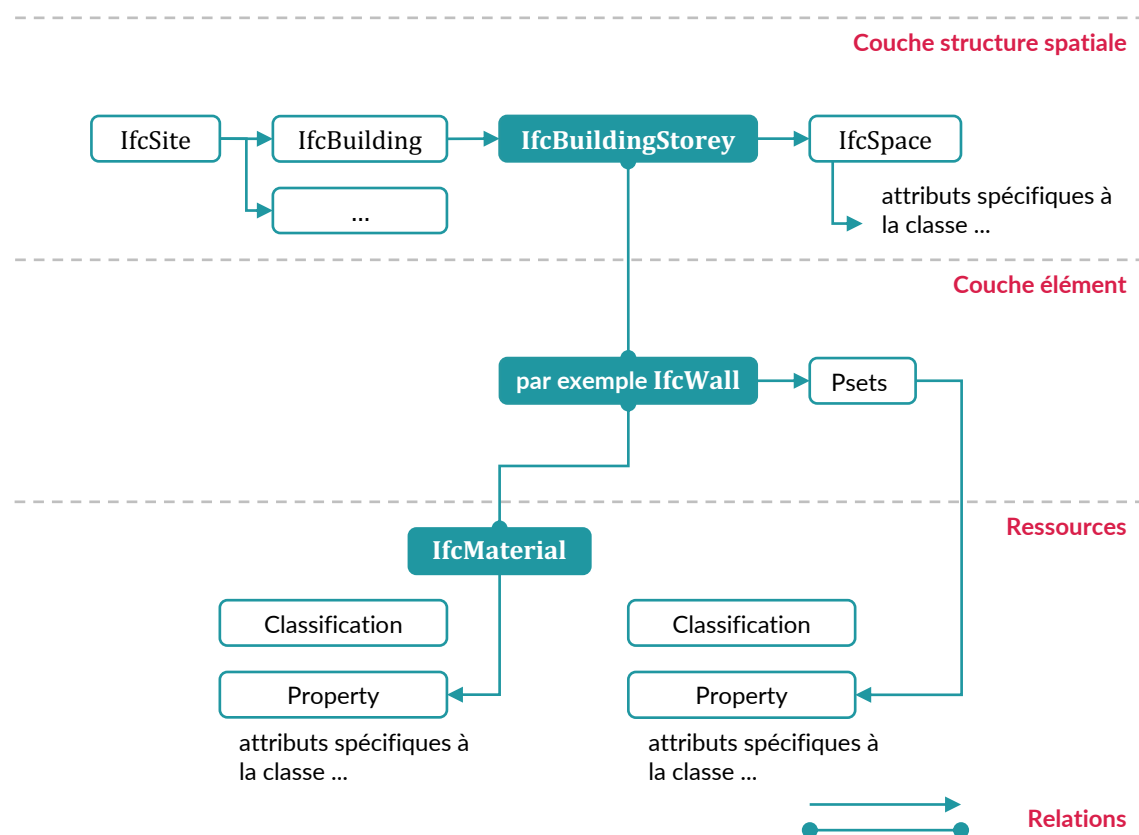 Couche structure spatiale
IfcSite
IfcBuilding
IfcBuildingStorey
IfcSpace
...
attributs spécifiques à
la classe ...
Couche élément
par exemple IfcWall
Psets
Ressources
IfcMaterial
Classification
Classification
Property
Property
attributs spécifiques à
la classe ...
attributs spécifiques à
la classe ...
Relations